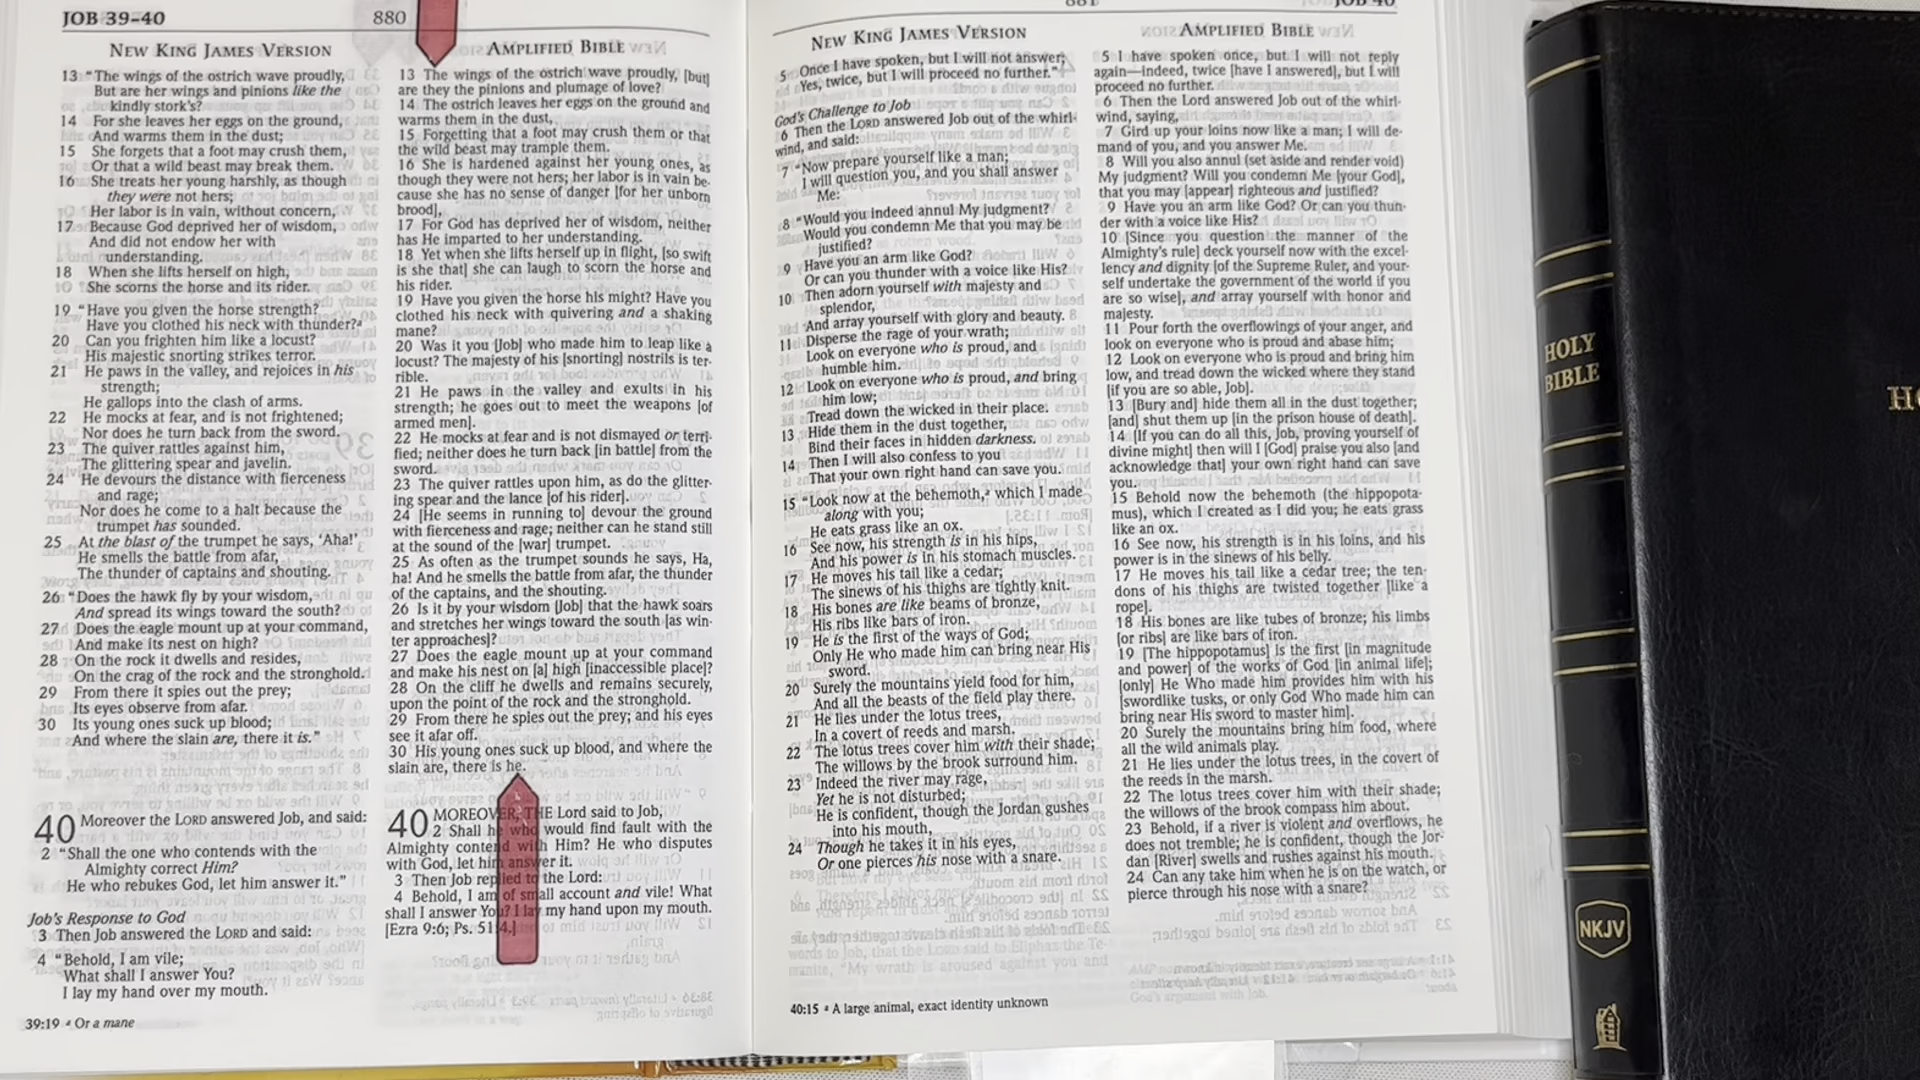 JOB 39–40
880
NEW KING JAMES VERSION
13 “The wings of the ostrich wave proudly,
But are her wings and pinions like the
kindly stork’s?
14 For she leaves her eggs on the ground,
And warms them in the dust;
15 She forgets that a foot may crush them,
Or that a wild beast may break them.
16 She treats her young harshly, as though
they were not hers;
Her labor is in vain, without concern,
17 Because God deprived her of wisdom,
And did not endow her with
understanding.
18 When she lifts herself on high,
She scorns the horse and its rider.
19 “Have you given the horse strength?
Have you clothed his neck with thunder?a
20 Can you frighten him like a locust?
His majestic snorting strikes terror.
21 He paws in the valley, and rejoices in his
strength;
He gallops into the clash of arms.
22 He mocks at fear, and is not frightened;
Nor does he turn back from the sword.
23 The quiver rattles against him,
The glittering spear and javelin.
24 He devours the distance with fierceness
and rage;
Nor does he come to a halt because the
trumpet has sounded.
25 At the blast of the trumpet he says, ‘Aha!’
He smells the battle from afar,
The thunder of captains and shouting.
26 “Does the hawk fly by your wisdom,
And spread its wings toward the south?
27 Does the eagle mount up at your command,
And make its nest on high?
28 On the rock it dwells and resides,
On the crag of the rock and the stronghold.
29 From there it spies out the prey;
Its eyes observe from afar.
30 Its young ones suck up blood;
And where the slain are, there it is.”
40 Moreover the LORD answered Job, and said:
2 “Shall the one who contends with the
Almighty correct Him?
He who rebukes God, let him answer it.”
Job’s Response to God
3 Then Job answered the LORD and said:
4 “Behold, I am vile;
What shall I answer You?
I lay my hand over my mouth.
39:19 a Or a mane
AMPLIFIED BIBLE
13 The wings of the ostrich wave proudly, [but]
are they the pinions and plumage of love?
14 The ostrich leaves her eggs on the ground and
warms them in the dust,
15 Forgetting that a foot may crush them or that
the wild beast may trample them.
16 She is hardened against her young ones, as
though they were not hers; her labor is in vain be-
cause she has no sense of danger [for her unborn
brood],
17 For God has deprived her of wisdom, neither
has He imparted to her understanding.
18 Yet when she lifts herself up in flight, [so swift
is she that] she can laugh to scorn the horse and
his rider.
19 Have you given the horse his might? Have you
clothed his neck with quivering and a shaking
mane?
20 Was it you [Job] who made him to leap like a
locust? The majesty of his [snorting] nostrils is ter-
rible.
21 He paws in the valley and exults in his
strength; he goes out to meet the weapons [of
armed men].
22 He mocks at fear and is not dismayed or terri-
fied; neither does he turn back [in battle] from the
sword.
23 The quiver rattles upon him, as do the glitter-
ing spear and the lance [of his rider].
24 [He seems in running to] devour the ground
with fierceness and rage; neither can he stand still
at the sound of the [war] trumpet.
25 As often as the trumpet sounds he says, Ha,
ha! And he smells the battle from afar, the thunder
of the captains, and the shouting.
26 Is it by your wisdom [Job] that the hawk soars
and stretches her wings toward the south [as win-
ter approaches]?
27 Does the eagle mount up at your command
and make his nest on [a] high [inaccessible place]?
28 On the cliff he dwells and remains securely,
upon the point of the rock and the stronghold.
29 From there he spies out the prey; and his eyes
see it afar off.
30 His young ones suck up blood, and where the
slain are, there is he.
40 MOREOVER, THE Lord said to Job,
2 Shall he who would find fault with the
Almighty contend with Him? He who disputes
with God, let him answer it.
3 Then Job replied to the Lord:
4 Behold, I am of small account and vile! What
shall I answer You? I lay my hand upon my mouth.
[Ezra 9:6; Ps. 51:4.]
881
JOB 40
NEW KING JAMES VERSION
5 Once I have spoken, but I will not answer;
Yes, twice, but I will proceed no further.”
God’s Challenge to Job
6 Then the LORD answered Job out of the whirl-
wind, and said:
7 “Now prepare yourself like a man;
I will question you, and you shall answer
Me:
8 “Would you indeed annul My judgment?
Would you condemn Me that you may be
justified?
9 Have you an arm like God?
Or can you thunder with a voice like His?
10 Then adorn yourself with majesty and
splendor,
And array yourself with glory and beauty.
11 Disperse the rage of your wrath;
Look on everyone who is proud, and
humble him.
12 Look on everyone who is proud, and bring
him low;
Tread down the wicked in their place.
13 Hide them in the dust together,
Bind their faces in hidden darkness.
14 Then I will also confess to you
That your own right hand can save you.
15 “Look now at the behemoth,a which I made
along with you;
He eats grass like an ox.
16 See now, his strength is in his hips,
And his power is in his stomach muscles.
17 He moves his tail like a cedar;
The sinews of his thighs are tightly knit.
18 His bones are like beams of bronze,
His ribs like bars of iron.
19 He is the first of the ways of God;
Only He who made him can bring near His
sword.
20 Surely the mountains yield food for him,
And all the beasts of the field play there.
21 He lies under the lotus trees,
In a covert of reeds and marsh.
22 The lotus trees cover him with their shade;
The willows by the brook surround him.
23 Indeed the river may rage,
Yet he is not disturbed;
He is confident, though the Jordan gushes
into his mouth,
24 Though he takes it in his eyes,
Or one pierces his nose with a snare.
40:15 a A large animal, exact identity unknown
AMPLIFIED BIBLE
5 I have spoken once, but I will not reply
again—indeed, twice [have I answered], but I will
proceed no further.
6 Then the Lord answered Job out of the whirl-
wind, saying,
7 Gird up your loins now like a man; I will de-
mand of you, and you answer Me.
8 Will you also annul (set aside and render void)
My judgment? Will you condemn Me [your God],
that you may [appear] righteous and justified?
9 Have you an arm like God? Or can you thun-
der with a voice like His?
10 [Since you question the manner of the
Almighty’s rule] deck yourself now with the excel-
lency and dignity [of the Supreme Ruler, and your-
self undertake the government of the world if you
are so wise], and array yourself with honor and
majesty.
11 Pour forth the overflowings of your anger, and
look on everyone who is proud and abase him;
12 Look on everyone who is proud and bring him
low, and tread down the wicked where they stand
[if you are so able, Job].
13 [Bury and] hide them all in the dust together;
[and] shut them up [in the prison house of death].
14 [If you can do all this, Job, proving yourself of
divine might] then will I [God] praise you also [and
acknowledge that] your own right hand can save
you.
15 Behold now the behemoth (the hippopota-
mus), which I created as I did you; he eats grass
like an ox.
16 See now, his strength is in his loins, and his
power is in the sinews of his belly.
17 He moves his tail like a cedar tree; the ten-
dons of his thighs are twisted together [like a
rope].
18 His bones are like tubes of bronze; his limbs
[or ribs] are like bars of iron.
19 [The hippopotamus] is the first [in magnitude
and power] of the works of God [in animal life];
[only] He Who made him provides him with his
[swordlike tusks, or only God Who made him can
bring near His sword to master him].
20 Surely the mountains bring him food, where
all the wild animals play.
21 He lies under the lotus trees, in the covert of
the reeds in the marsh.
22 The lotus trees cover him with their shade;
the willows of the brook compass him about.
23 Behold, if a river is violent and overflows, he
does not tremble; he is confident, though the Jor-
dan [River] swells and rushes against his mouth.
24 Can any take him when he is on the watch, or
pierce through his nose with a snare?
HOLY
BIBLE
NKJV